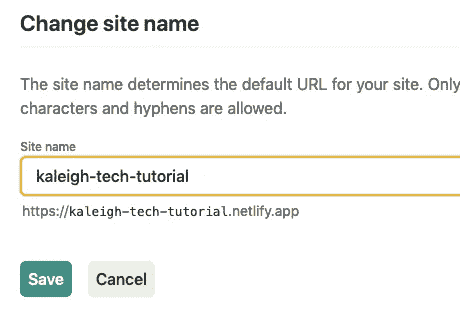 Change site name
The site name determines the default URL for your site. Only
characters and hyphens are allowed.
Site name
kaleigh-tech-tutorial
https://kaleigh-tech-tutorial.netlify.app
Save Cancel